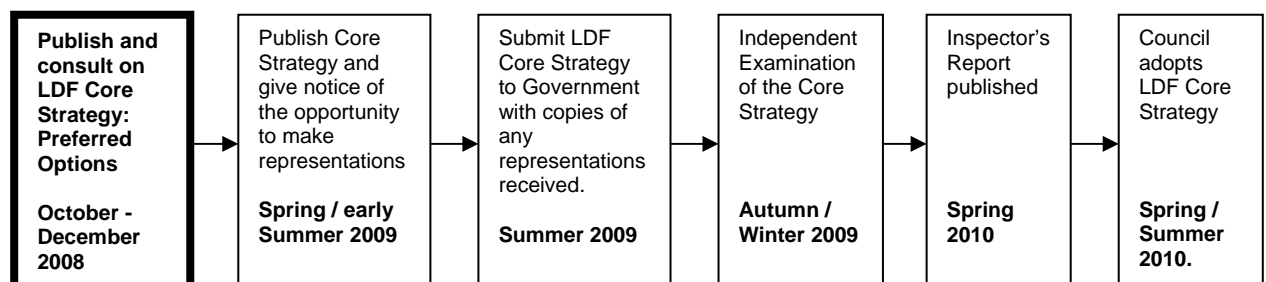 Publish and
consult on
LDF Core
Strategy:
Preferred
Options
October -
December
2008
Publish Core
Strategy and
give notice of
the opportunity
to make
representations
Spring / early
Summer 2009
Submit LDF
Core Strategy
to Government
with copies of
any
representations
received.
Summer 2009
Independent
Examination
of the Core
Strategy
Autumn /
Winter 2009
Inspector's
Report
published
Spring
2010
Council
adopts
LDF Core
Strategy
Spring /
Summer
2010.